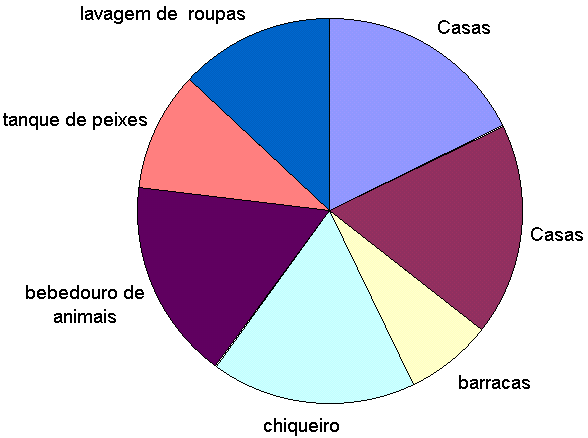 lavagem de roupas
Casas
tanque de peixes
Casas
bebedouro de
animais
barracas
chiqueiro